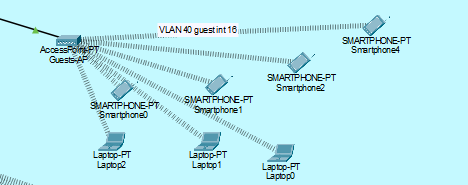 VLAN 40 guest int 16
AccessPoint-PT
Guests-AP
SMARTPHONE-PT
Smartphone4
SMARTPHONE-PT
Smartphone2
SMARTPHONE-PT
Smartphone0
SMARTPHONE-PT
Smartphone1
Laptop-PT
Laptop2
Laptop-PT
Laptop1
Laptop-PT
Laptop0